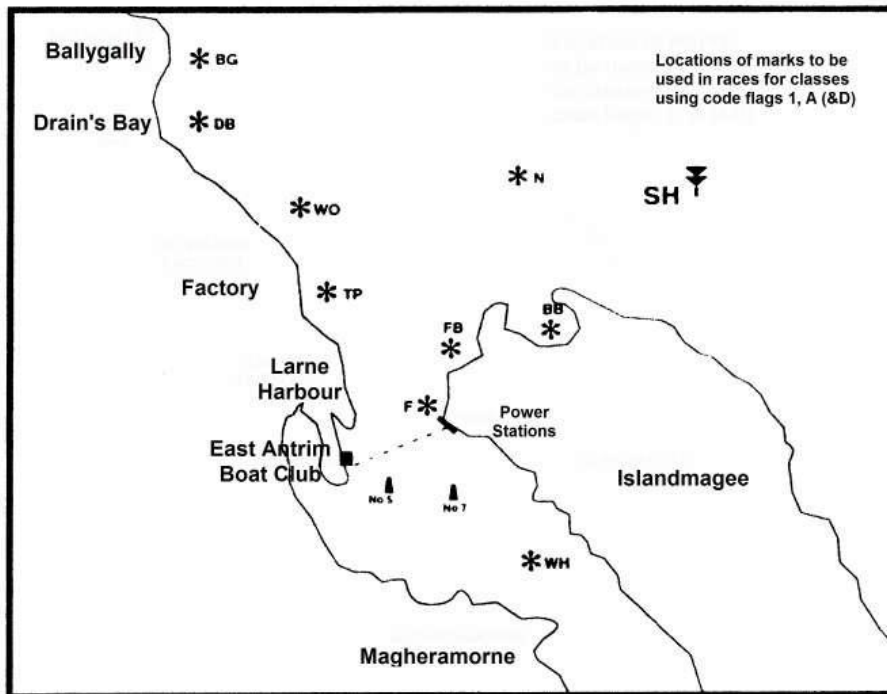 Ballygally
BG
Locations of marks to be
used in races for classes
using code flags 1, A (&D)
Drain's Bay
DB
N
SH
WO
Factory
TP
BB
FB
Larne
Harbour
F
Power
Stations
East Antrim
Boat Club
Islandmagee
No 5
No 7
WH
Magheramorne